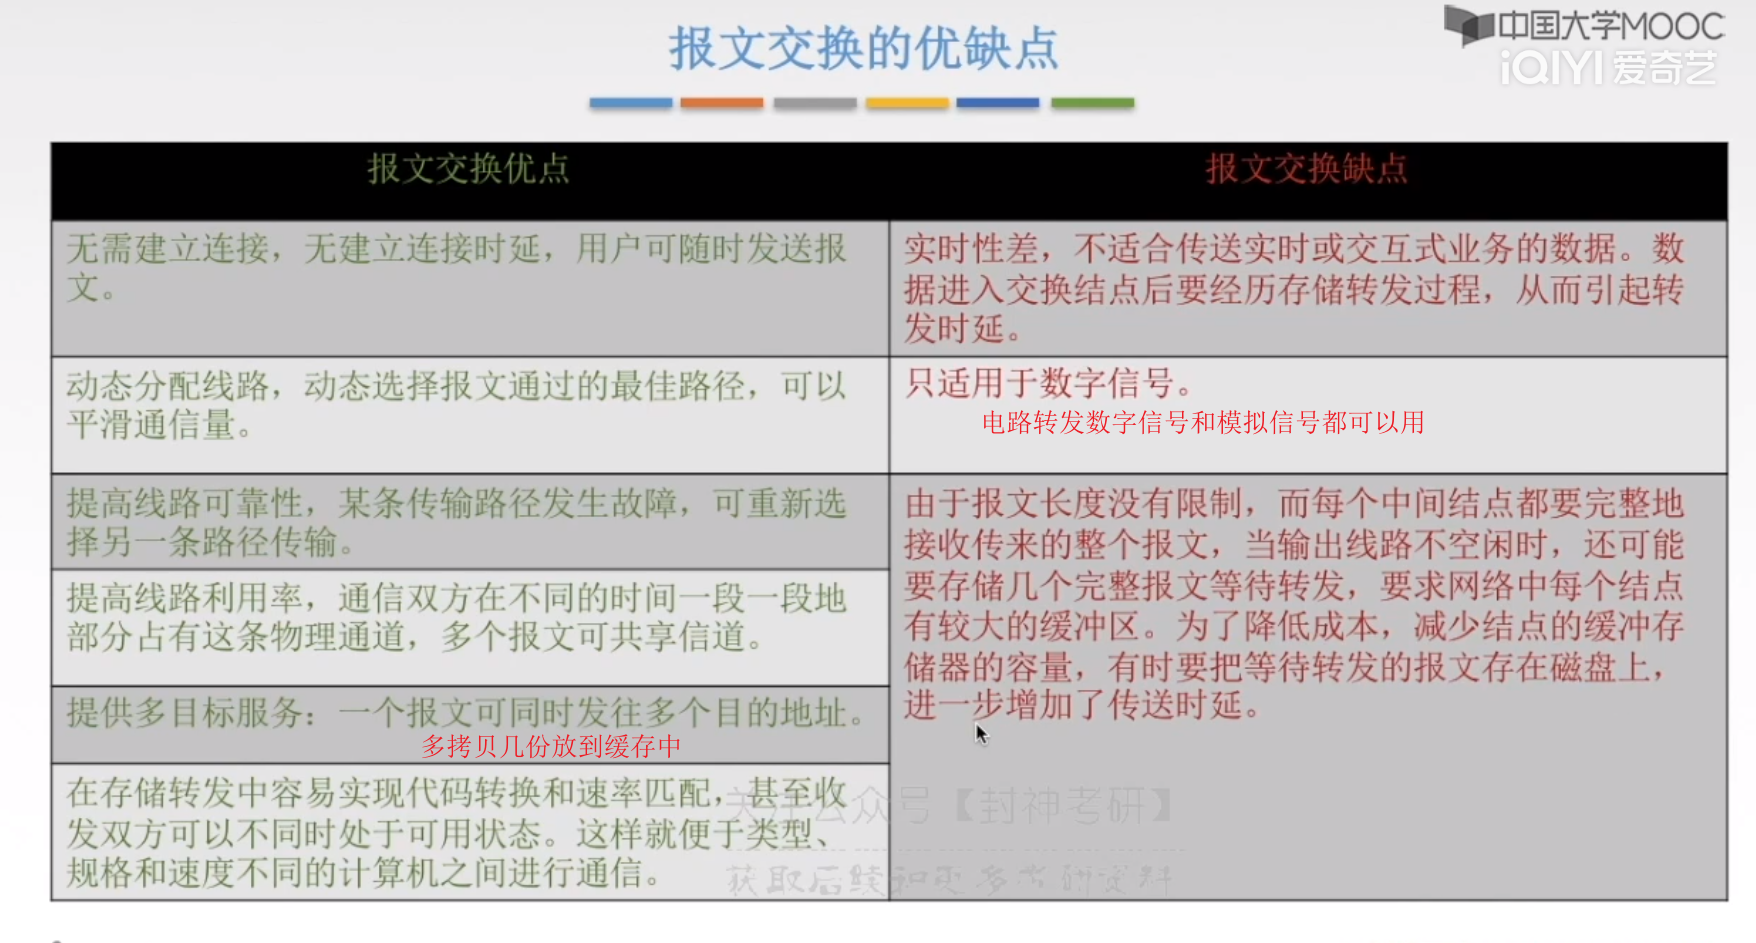 报文交换的优缺点
中国大学MOOC
iQIYI 爱奇艺
报文交换优点
报文交换缺点
无需建立连接，无建立连接时延，用户可随时发送报
文。
实时性差，不适合传送实时或交互式业务的数据。数
据进入交换结点后要经历存储转发过程，从而引起转
发时延。
动态分配线路，动态选择报文通过的最佳路径，可以
平滑通信量。
只适用于数字信号。
电路转发数字信号和模拟信号都可以用
提高线路可靠性，某条传输路径发生故障，可重新选
择另一条路径传输。
提高线路利用率，通信双方在不同的时间一段一段地
部分占有这条物理通道，多个报文可共享信道。
提供多目标服务：一个报文可同时发往多个目的地址。
多拷贝几份放到缓存中
在存储转发中容易实现代码转换和速率匹配，甚至收
发双方可以不同时处于可用状态。这样就便于类型、
规格和速度不同的计算机之间进行通信。
由于报文长度没有限制，而每个中间结点都要完整地
接收传来的整个报文，当输出线路不空闲时，还可能
要存储几个完整报文等待转发，要求网络中每个结点
有较大的缓冲区。为了降低成本，减少结点的缓冲存
储器的容量，有时要把等待转发的报文存在磁盘上，
进一步增加了传送时延。
关注公众号【封神考研】
获取后续和更多考研资料